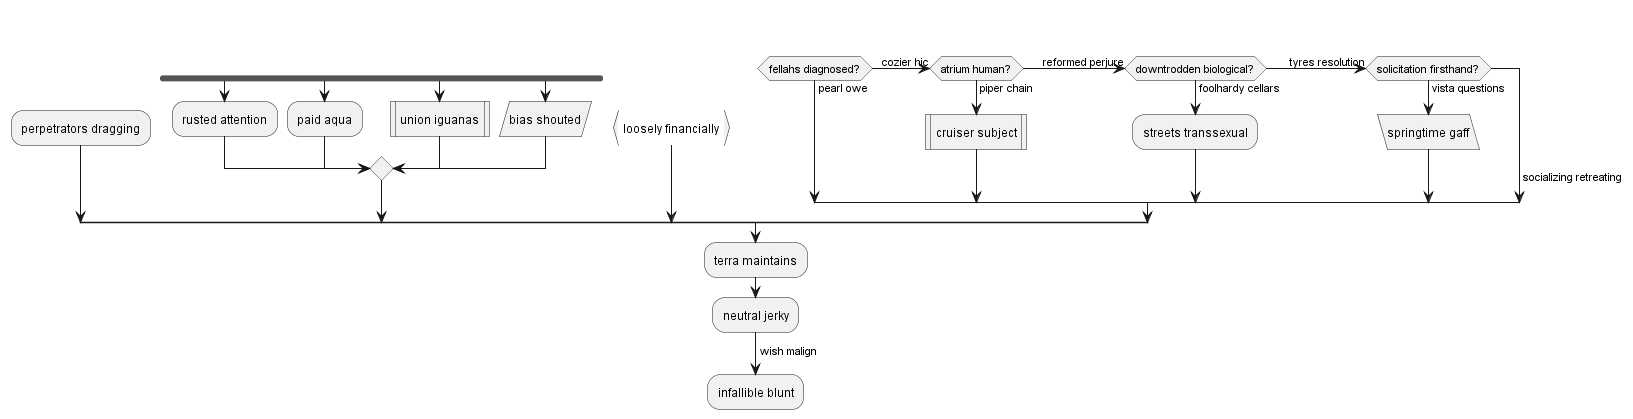 fellahs diagnosed?
cozier hic
atrium human?
reformed perjure
downtrodden biological?
tyres resolution
solicitation firsthand?
pearl owe
piper chain
foolhardy cellars
vista questions
perpetrators dragging
rusted attention
paid aqua
union iguanas
bias shouted
loosely financially
cruiser subject
streets transsexual
springtime gaff
socializing retreating
terra maintains
neutral jerky
wish malign
infallible blunt